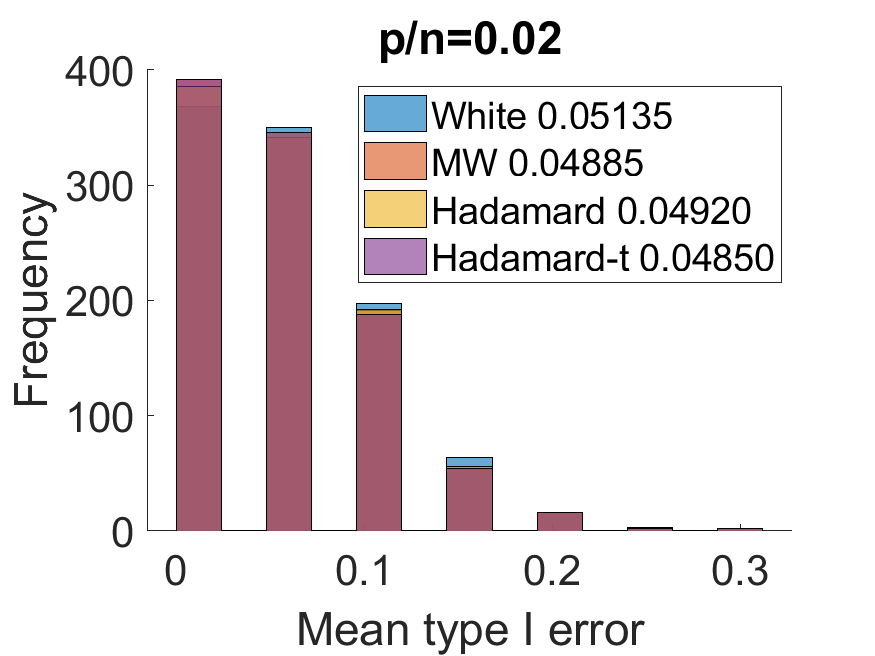 p/n=0.02
400
300
200
100
0
Frequency
White 0.05135
MW 0.04885
Hadamard 0.04920
Hadamard-t 0.04850
0 0.1 0.2 0.3
Mean type I error